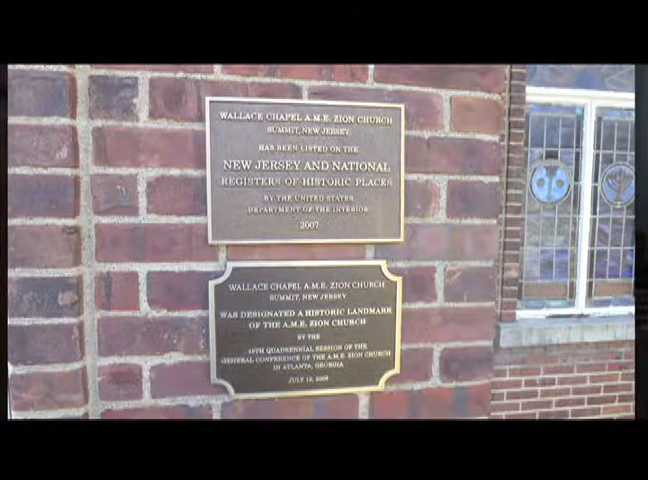 WALLACE CHAPEL A.M.E. ZION CHURCH
SUMMIT, NEW JERSEY
HAS BEEN LISTED ON THE
NEW JERSEY AND NATIONAL
REGISTERS OF HISTORIC PLACES
BY THE UNITED STATES
DEPARTMENT OF THE INTERIOR
2007
WALLACE CHAPEL A.M.E. ZION CHURCH
SUMMIT, NEW JERSEY
WAS DESIGNATED A HISTORIC LANDMARK
OF THE A.M.E. ZION CHURCH
BY THE
QUADRENNIAL SESSION OF THE
GENERAL CONFERENCE OF THE A.M.E. ZION CHURCH
IN ATLANTA, GEORGIA
JULY 2008